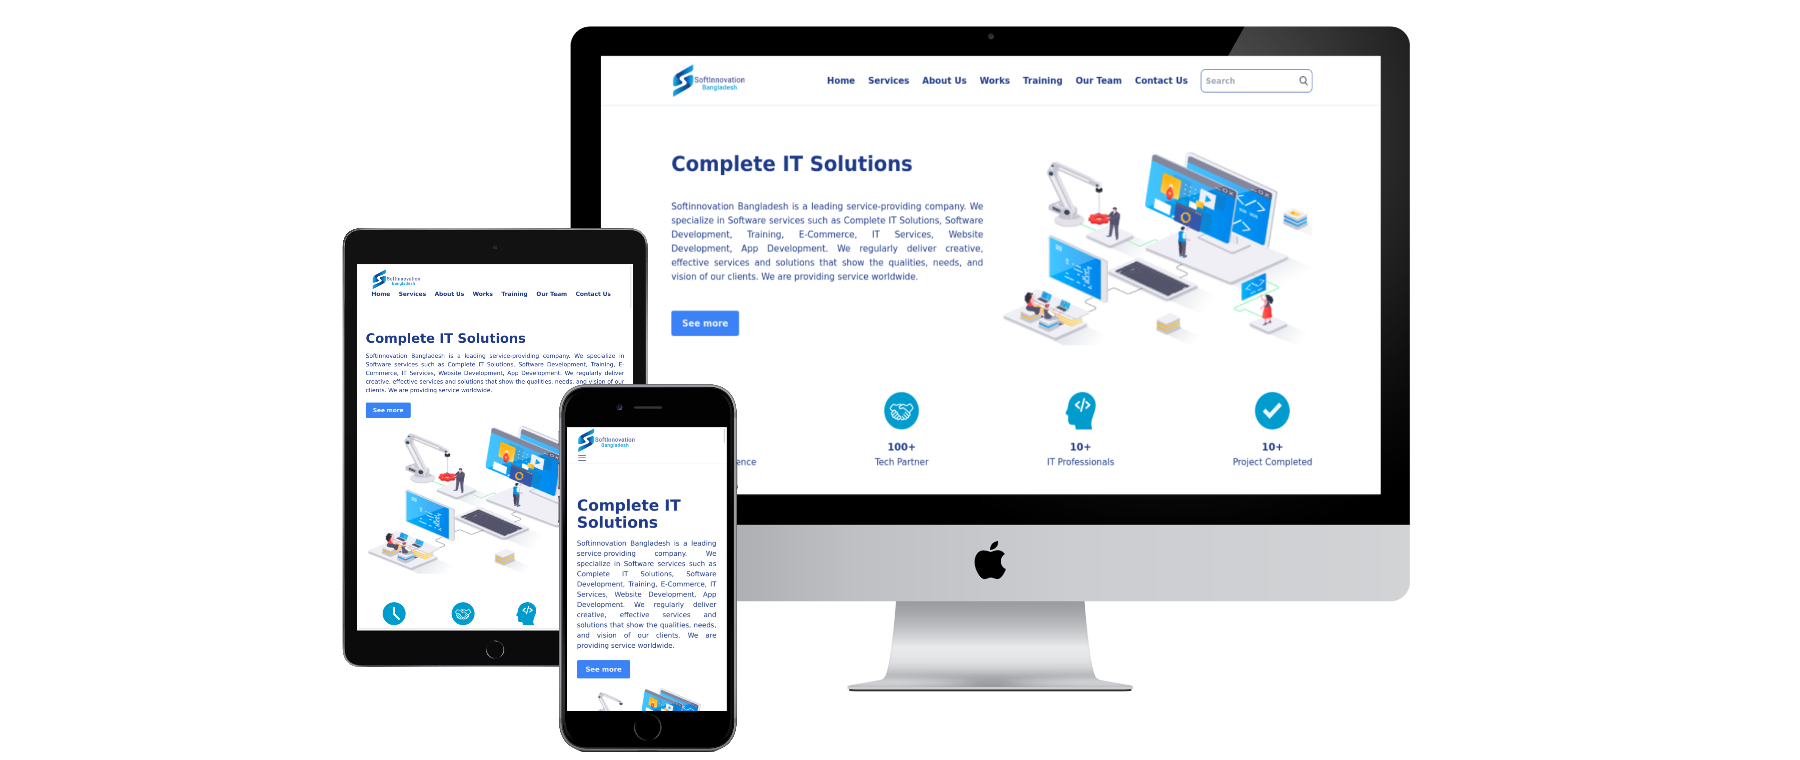 SoftInnovation
Bangladesh
Home Services About Us Works Training Our Team Contact Us Search
Complete IT Solutions
Softinnovation Bangladesh is a leading service-providing company. We
specialize in Software services such as Complete IT Solutions, Software
Development, Training, E-Commerce, IT Services, Website
Development, App Development. We regularly deliver creative,
effective services and solutions that show the qualities, needs, and
vision of our clients. We are providing service worldwide.
See more
100+ 10+ 10+
ence Tech Partner IT Professionals Project Completed
SoftInnovation
Bangladesh
Home Services About Us Works Training Our Team Contact Us
Complete IT Solutions
Softinnovation Bangladesh is a leading service-providing company. We specialize in
Software services such as Complete IT Solutions, Software Development, Training, E-
Commerce, IT Services, Website Development, App Development. We regularly deliver
creative, effective services and solutions that show the qualities, needs, and vision of our
clients. We are providing service worldwide.
See more
SoftInnovation
Bangladesh
Complete IT
Solutions
Softinnovation Bangladesh is a leading
service-providing company. We
specialize in Software services such as
Complete IT Solutions, Software
Development, Training, E-Commerce, IT
Services, Website Development, App
Development. We regularly deliver
creative, effective services and
solutions that show the qualities, needs,
and vision of our clients. We are
providing service worldwide.
See more